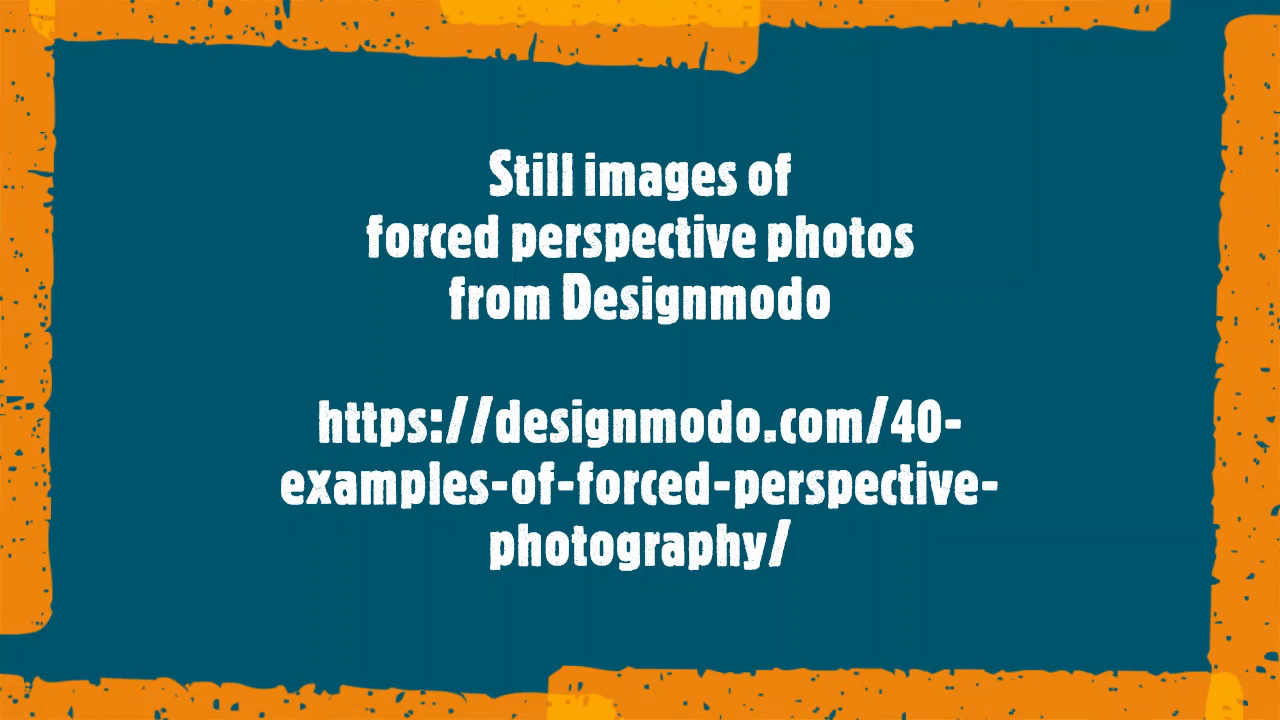 Still images of
forced perspective photos
from Designmodo
https://designmodo.com/40-
examples-of-forced-perspective-
photography/